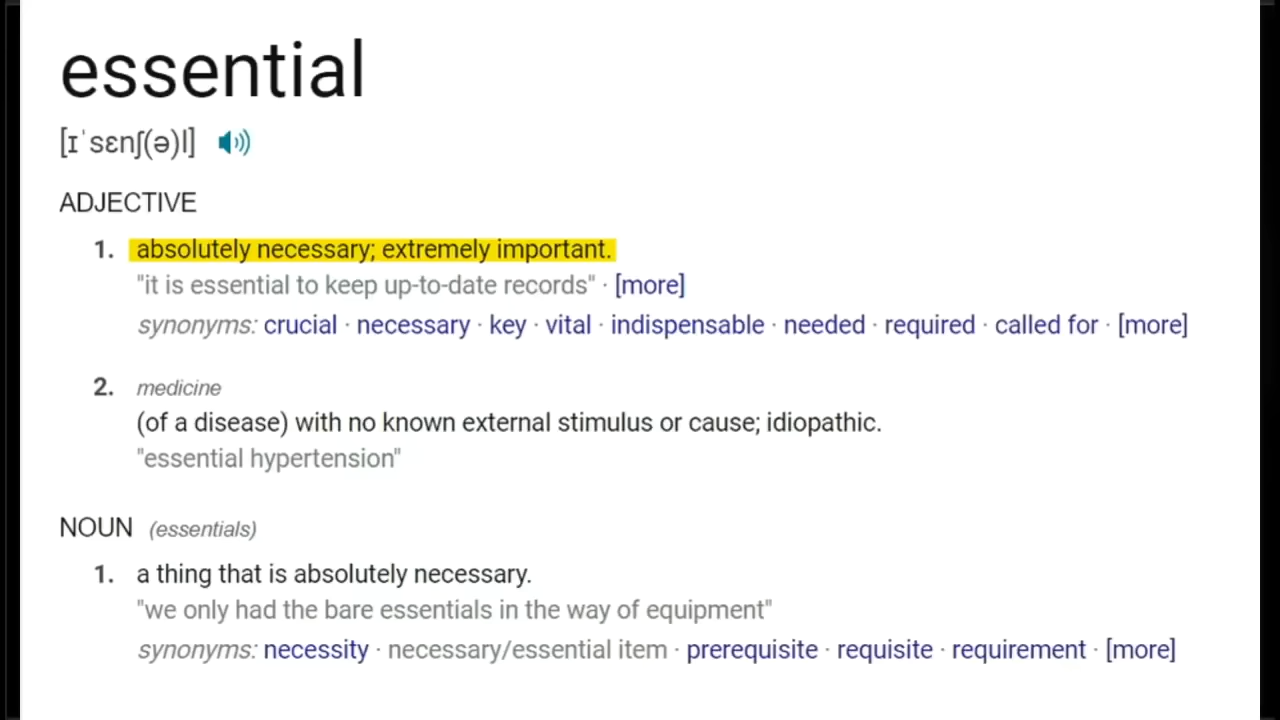 essential
[ɪˈsɛnʃ(ə)l]
ADJECTIVE
1. absolutely necessary; extremely important.
"it is essential to keep up-to-date records" · [more]
synonyms: crucial · necessary · key · vital · indispensable · needed · required · called for · [more]
2. medicine
(of a disease) with no known external stimulus or cause; idiopathic.
"essential hypertension"
NOUN (essentials)
1. a thing that is absolutely necessary.
"we only had the bare essentials in the way of equipment"
synonyms: necessity · necessary/essential item · prerequisite · requisite · requirement · [more]